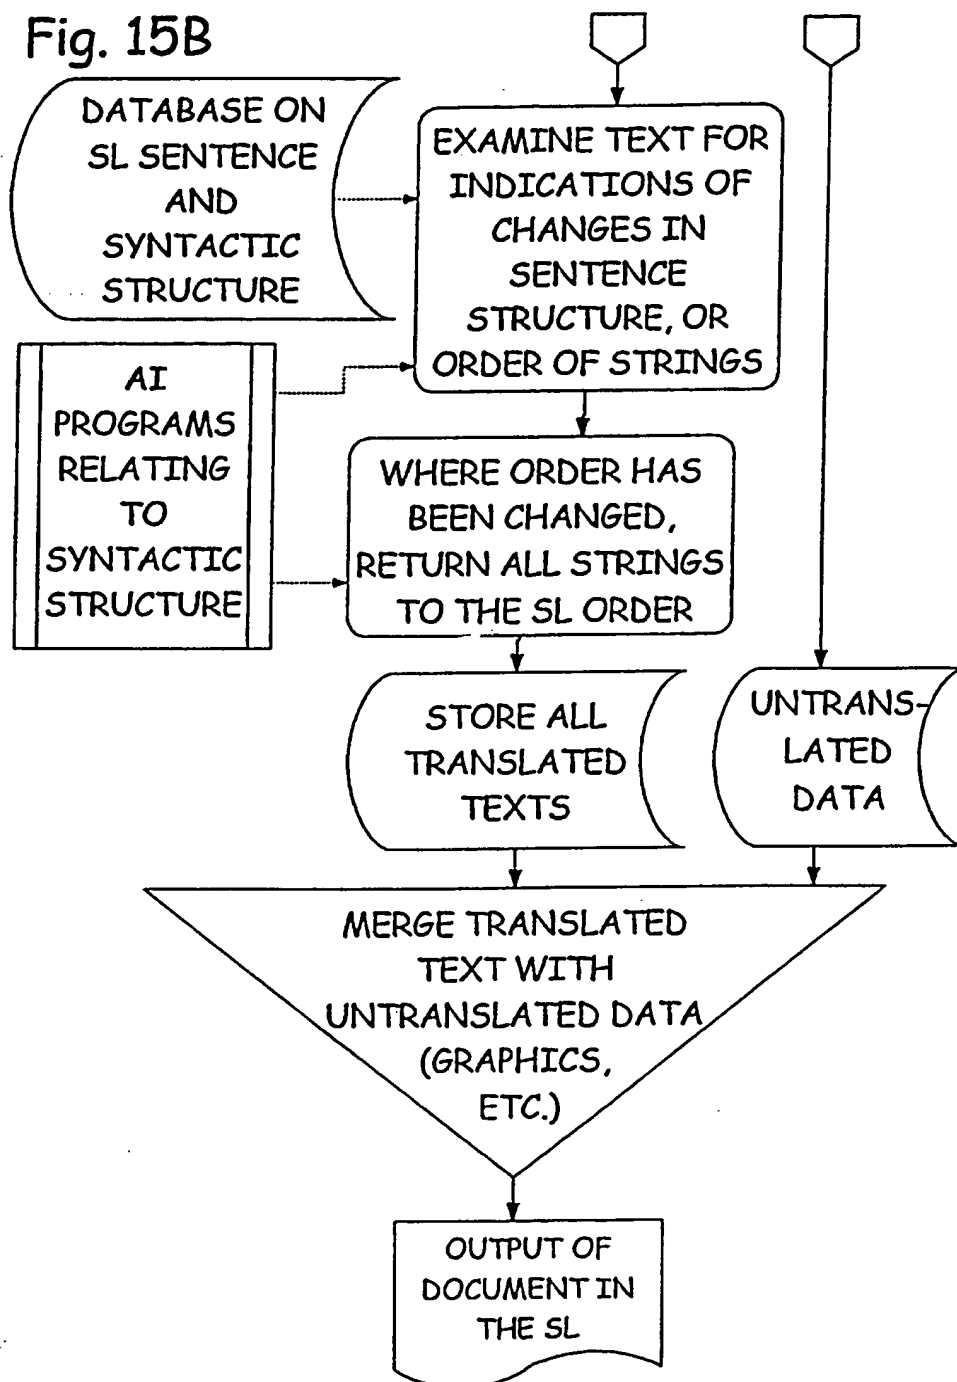 Fig. 15B
DATABASE ON
SL SENTENCE
AND
SYNTACTIC
STRUCTURE
EXAMINE TEXT FOR
INDICATIONS OF
CHANGES IN
SENTENCE
STRUCTURE, OR
ORDER OF STRINGS
AI
PROGRAMS
RELATING
TO
SYNTACTIC
STRUCTURE
WHERE ORDER HAS
BEEN CHANGED,
RETURN ALL STRINGS
TO THE SL ORDER
STORE ALL
TRANSLATED
TEXTS
UNTRANS-
LATED
DATA
MERGE TRANSLATED
TEXT WITH
UNTRANSLATED DATA
(GRAPHICS,
ETC.)
OUTPUT OF
DOCUMENT IN
THE SL